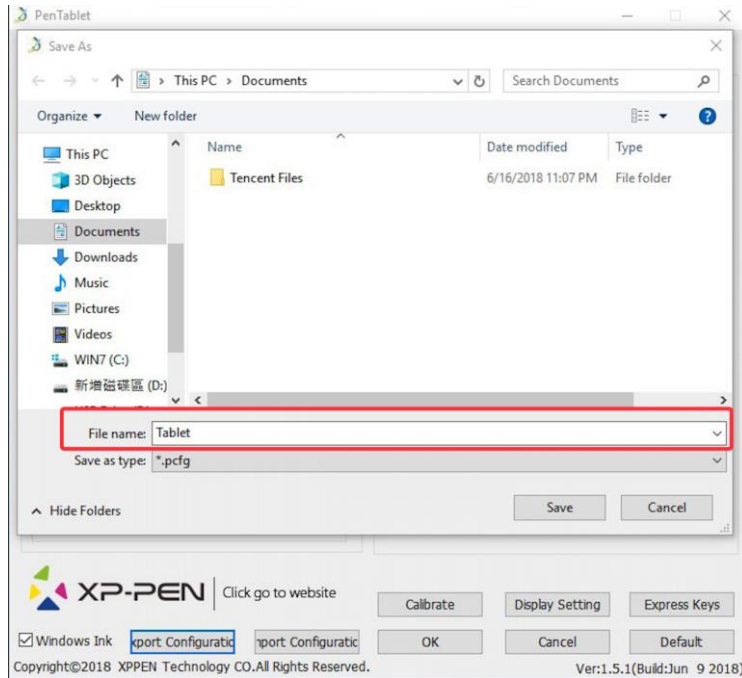 PenTablet
Save As
This PC > Documents
Search Documents
Organize
New folder
Name
Date modified
Type
This PC
3D Objects
Desktop
Documents
Downloads
Music
Pictures
Videos
WIN7 (C:)
新增磁碟區 (D:)
Tencent Files
6/16/2018 11:07 PM
File folder
File name: Tablet
Save as type: *.pcfg
Hide Folders
Save
Cancel
XP-PEN
Click go to website
Calibrate
Display Setting
Express Keys
Windows Ink
xport Configuratic
nport Configuratic
OK
Cancel
Default
Copyright©2018 XPPEN Technology CO.All Rights Reserved.
Ver:1.5.1(Build:Jun 9 2018)